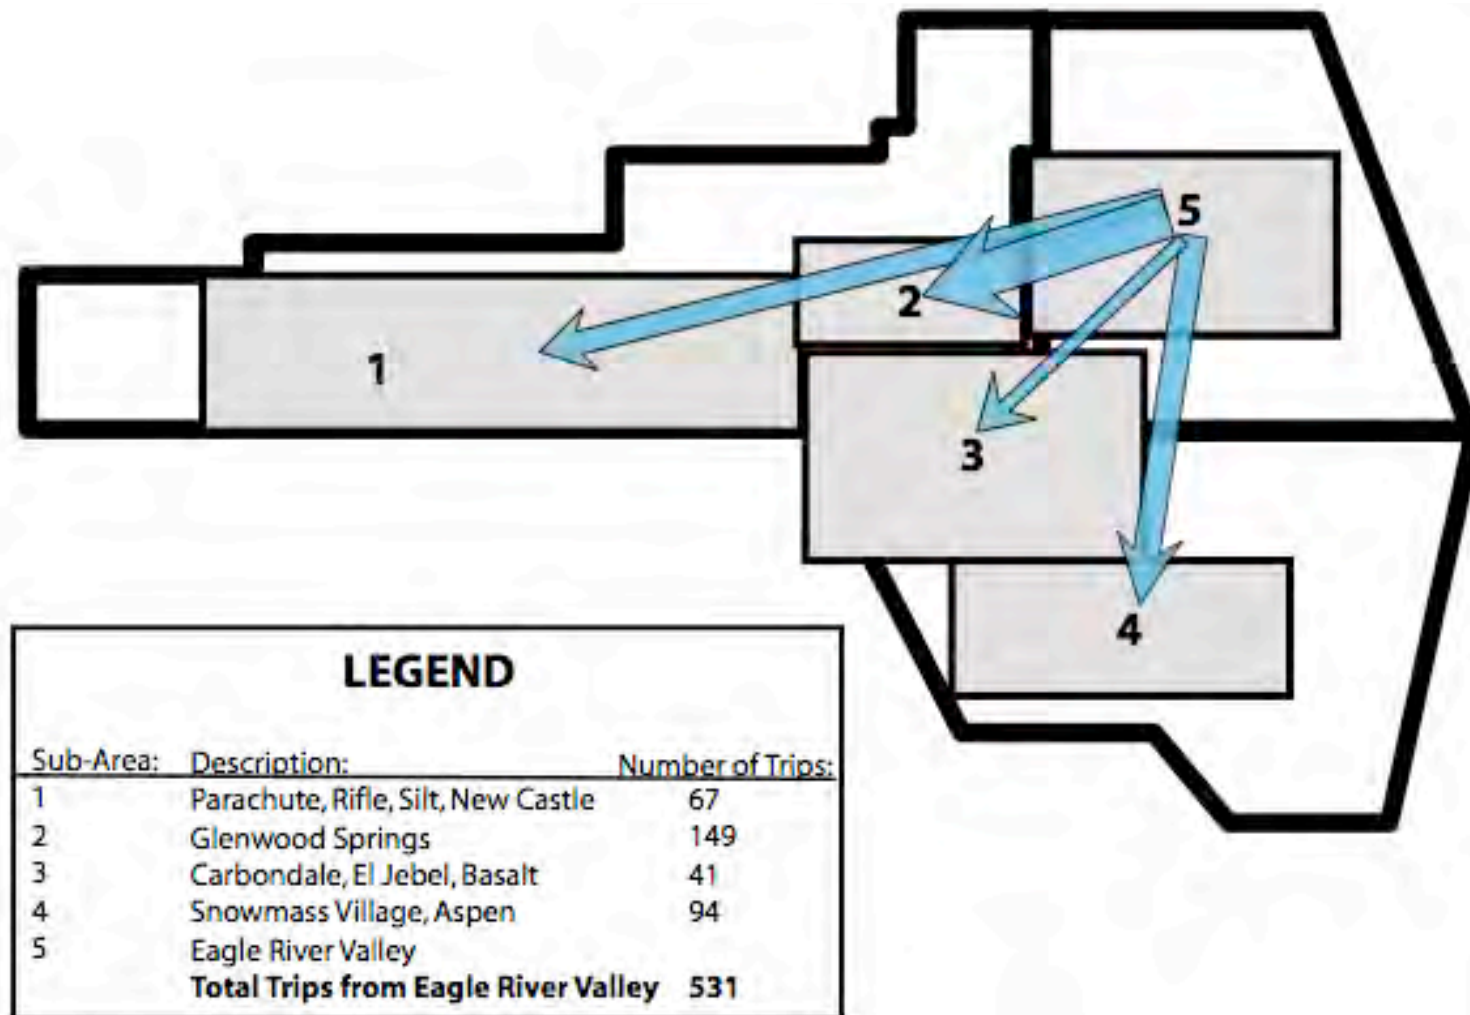 5
2
1
3
4
LEGEND
Sub-Area: Description: Number of Trips:
1 Parachute, Rifle, Silt, New Castle 67
2 Glenwood Springs 149
3 Carbondale, El Jebel, Basalt 41
4 Snowmass Village, Aspen 94
5 Eagle River Valley
Total Trips from Eagle River Valley 531